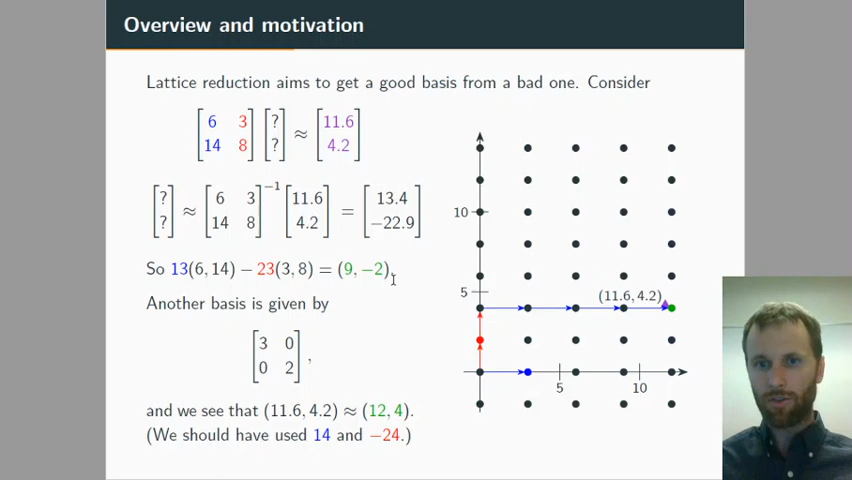 Overview and motivation
Lattice reduction aims to get a good basis from a bad one. Consider
[6 3; 14 8] [?; ?] ≈ [11.6; 4.2]
[?; ?] ≈ [6 3; 14 8]⁻¹ [11.6; 4.2] = [13.4; −22.9]
So 13(6, 14) − 23(3, 8) = (9, −2).
Another basis is given by
[3 0; 0 2],
and we see that (11.6, 4.2) ≈ (12, 4).
(We should have used 14 and −24.)
10
5
(11.6, 4.2)
5
10